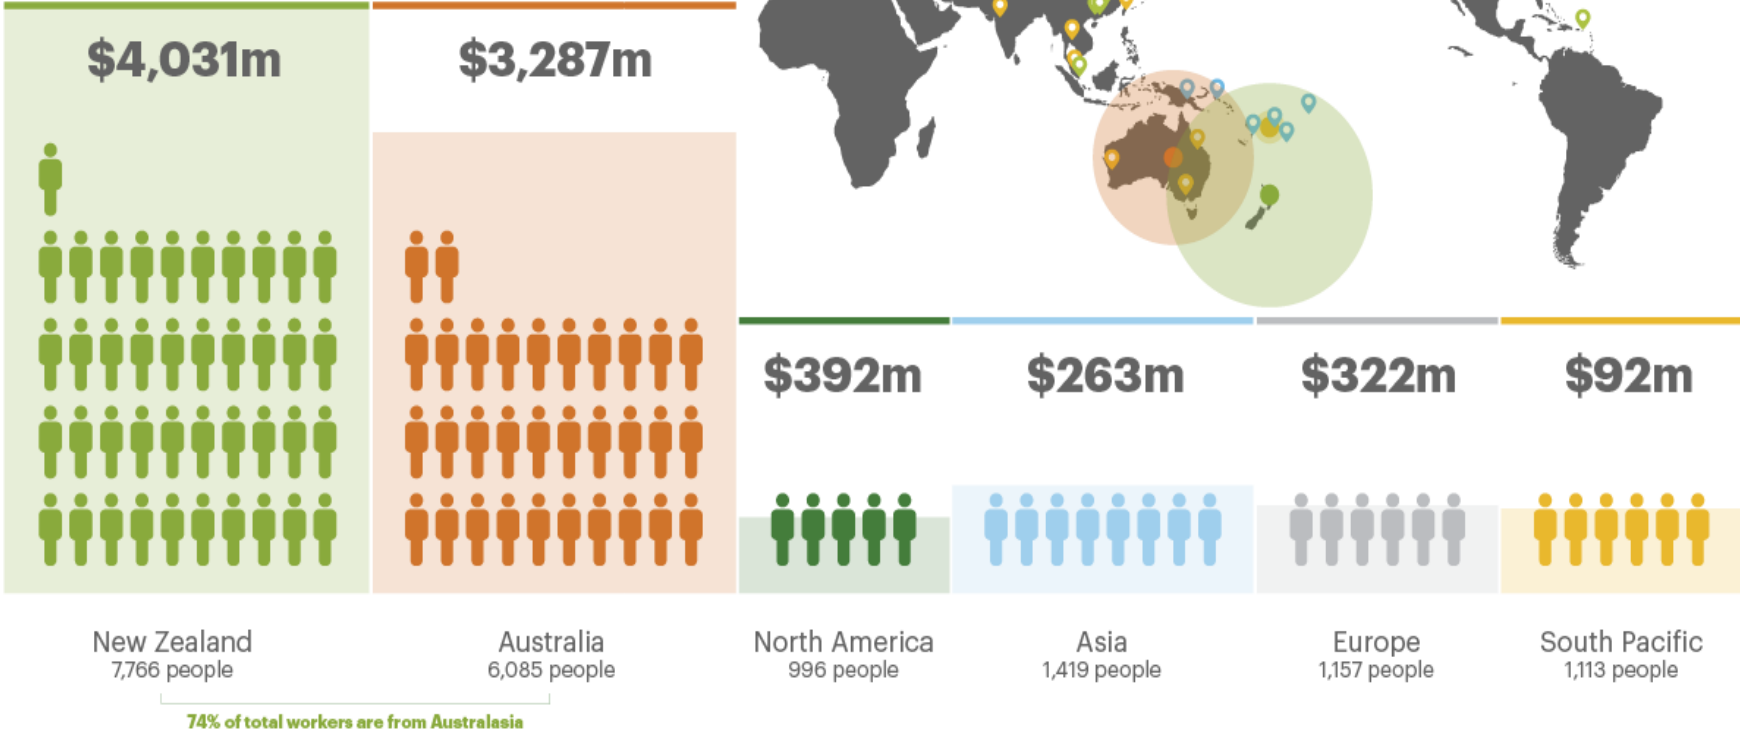 $4,031m
$3,287m
$392m
$263m
$322m
$92m
New Zealand
7,766 people
Australia
6,085 people
North America
996 people
Asia
1,419 people
Europe
1,157 people
South Pacific
1,113 people
74% of total workers are from Australasia